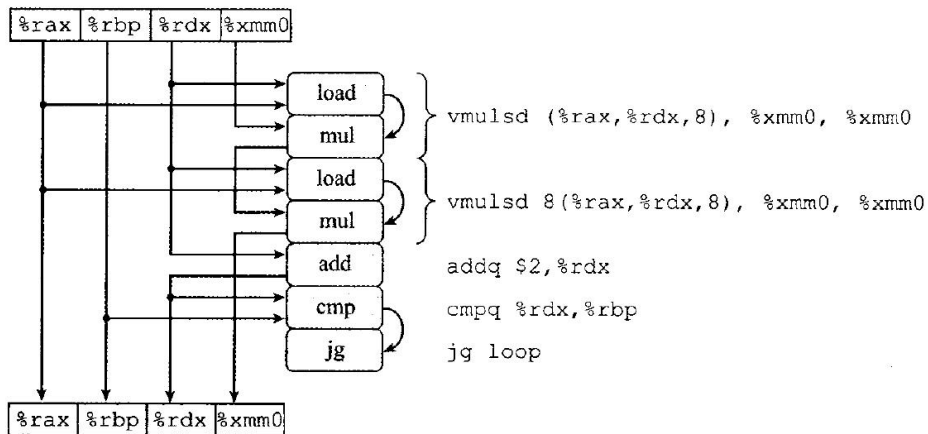 %rax %rbp %rdx %xmm0
load
mul
vmulsd (%rax,%rdx,8), %xmm0, %xmm0
load
mul
vmulsd 8(%rax,%rdx,8), %xmm0, %xmm0
add
addq $2,%rdx
cmp
cmpq %rdx,%rbp
jg
jg loop
%rax %rbp %rdx %xmm0